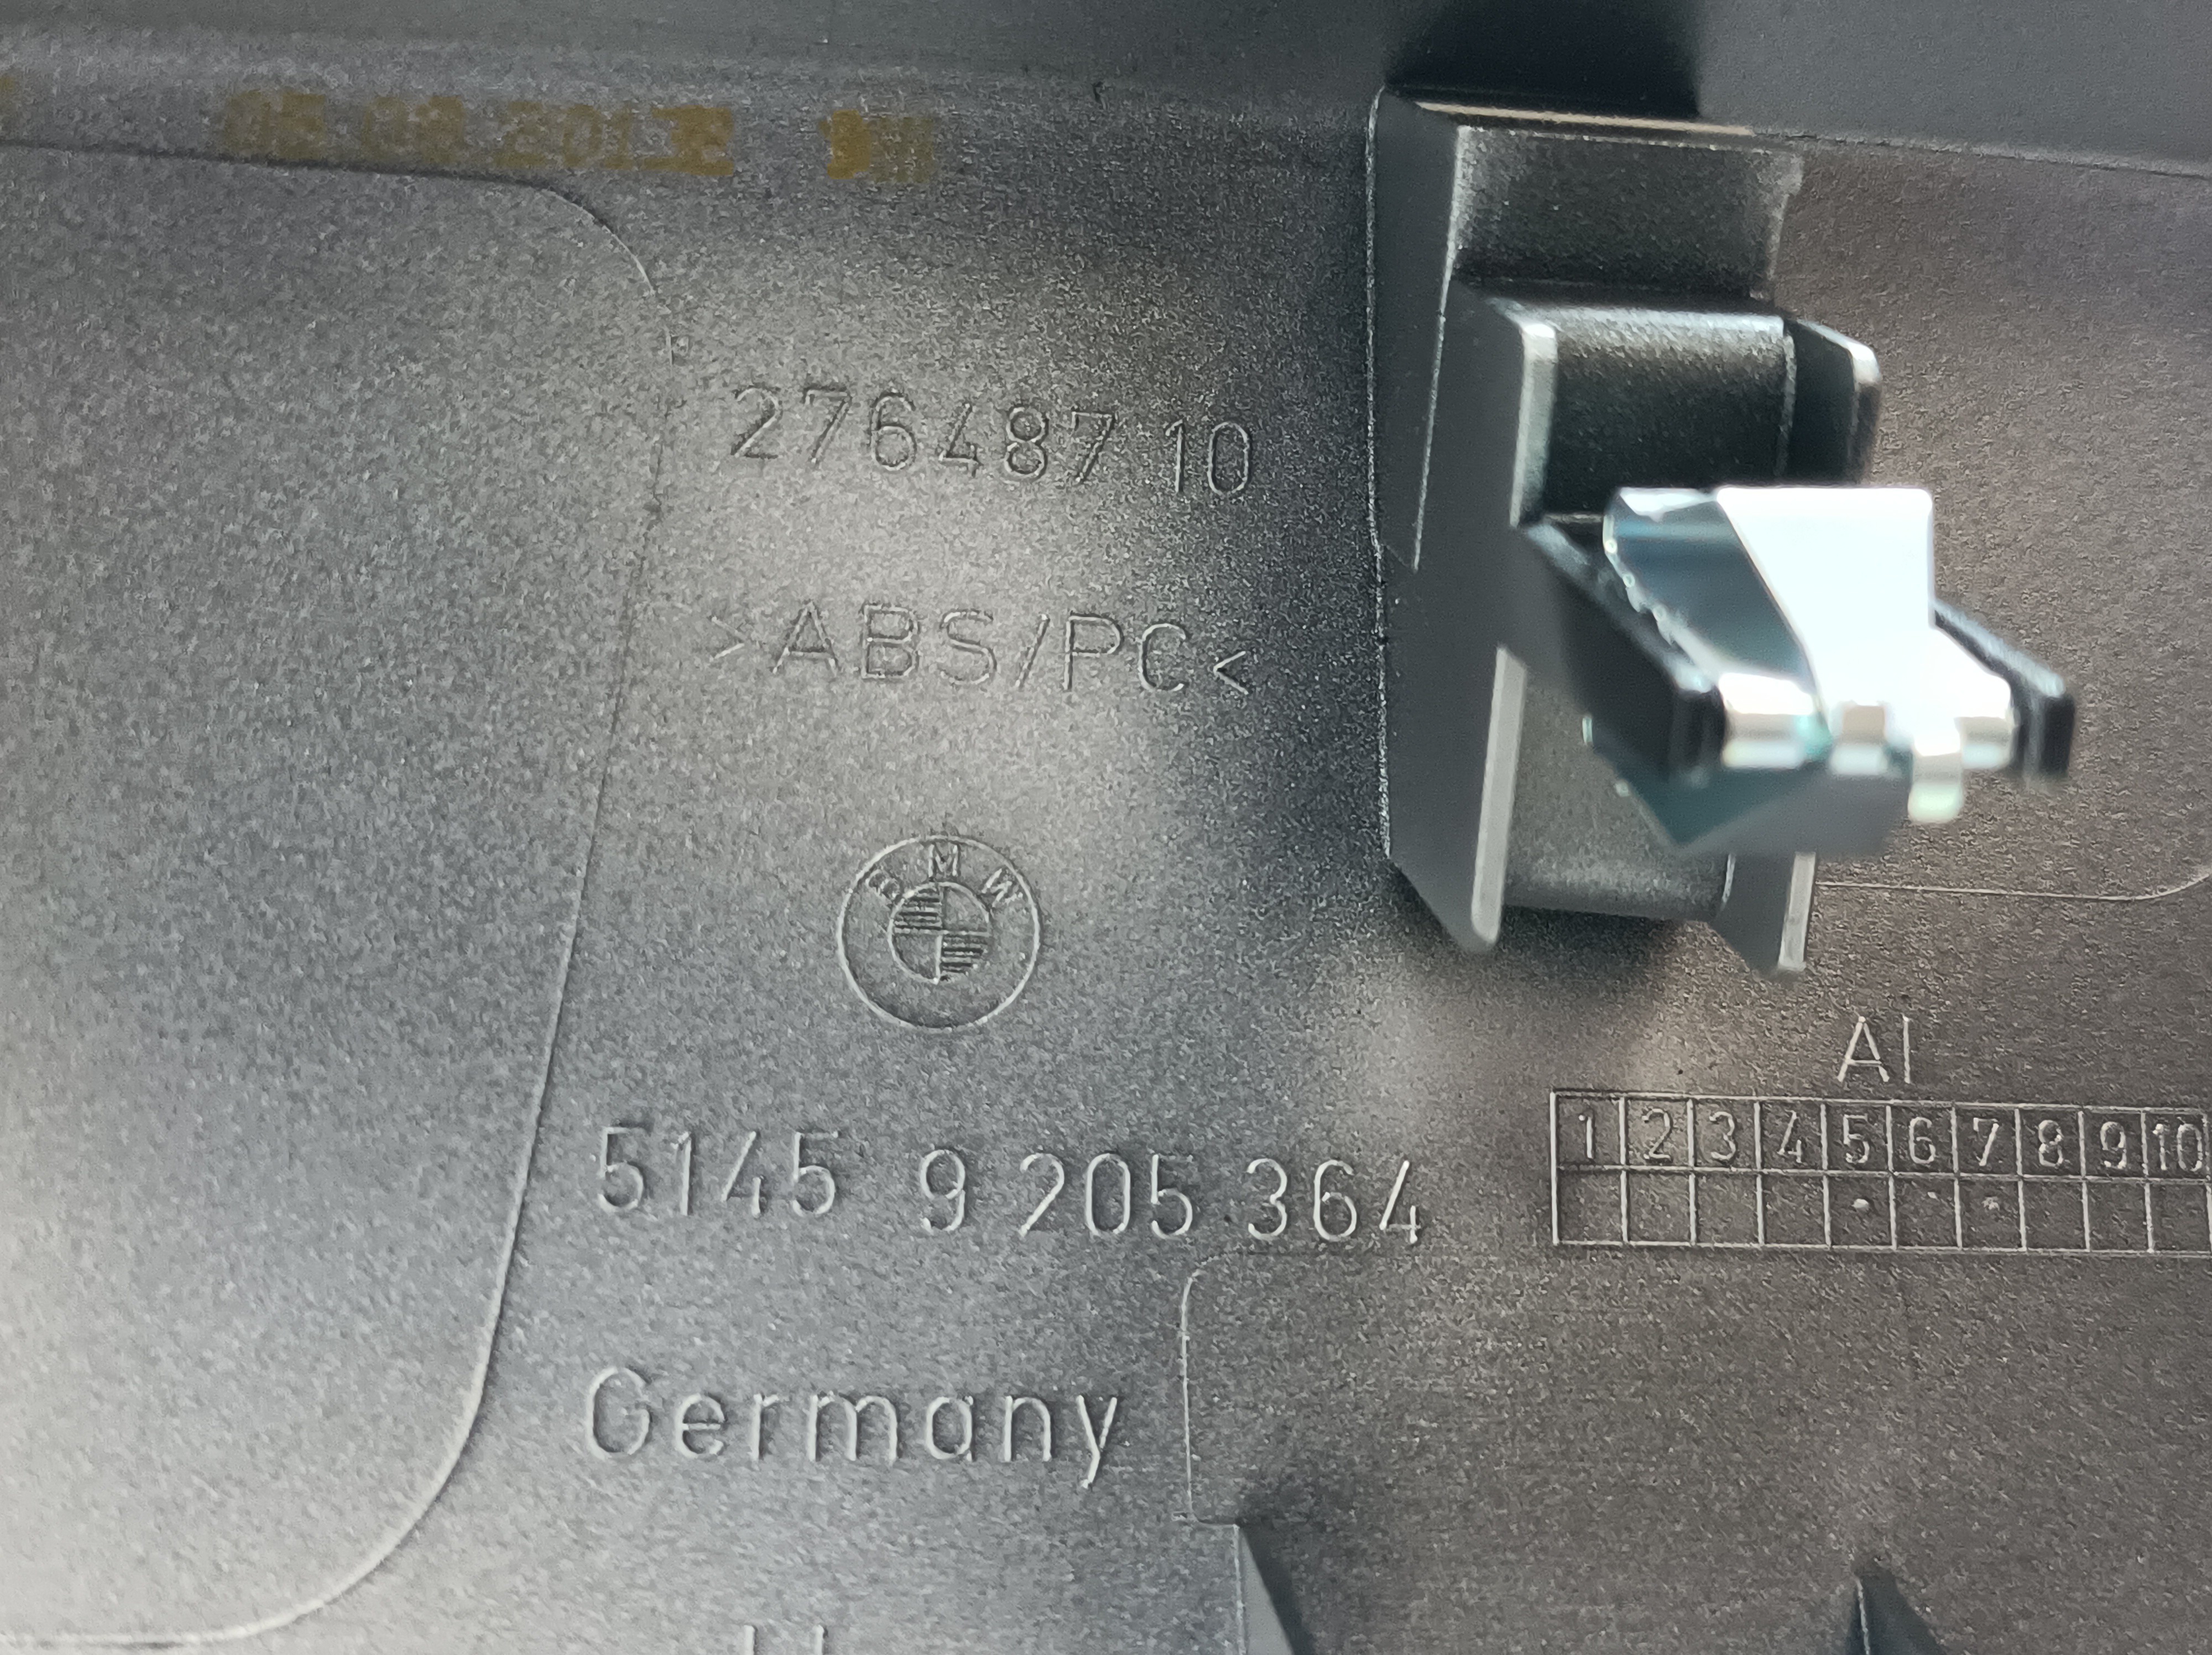 276487 10
>ABS/PC<
BMW
5145 9 205 364
AI
1 2 3 4 5 6 7 8 9 10
Germany